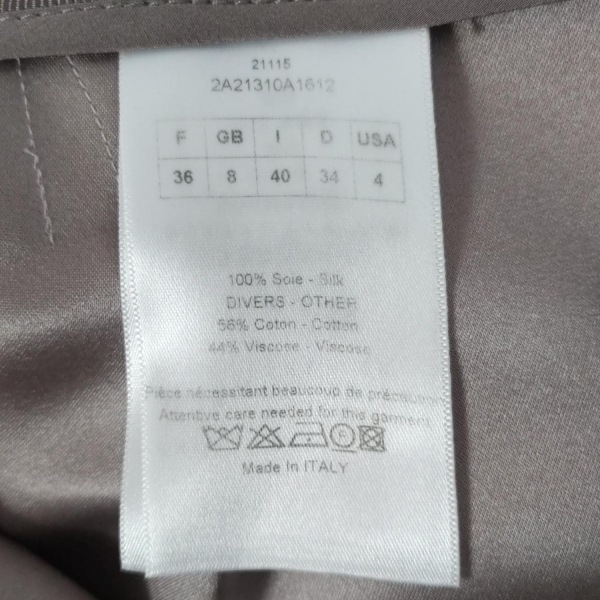 21115
2A21310A1612
F GB I D USA
36 8 40 34 4
100% Soie - Silk
DIVERS - OTHER
56% Coton - Cotton
44% Viscose - Viscose
Pièce nécessitant beaucoup de précaution
Attentive care needed for this garment
Made In ITALY